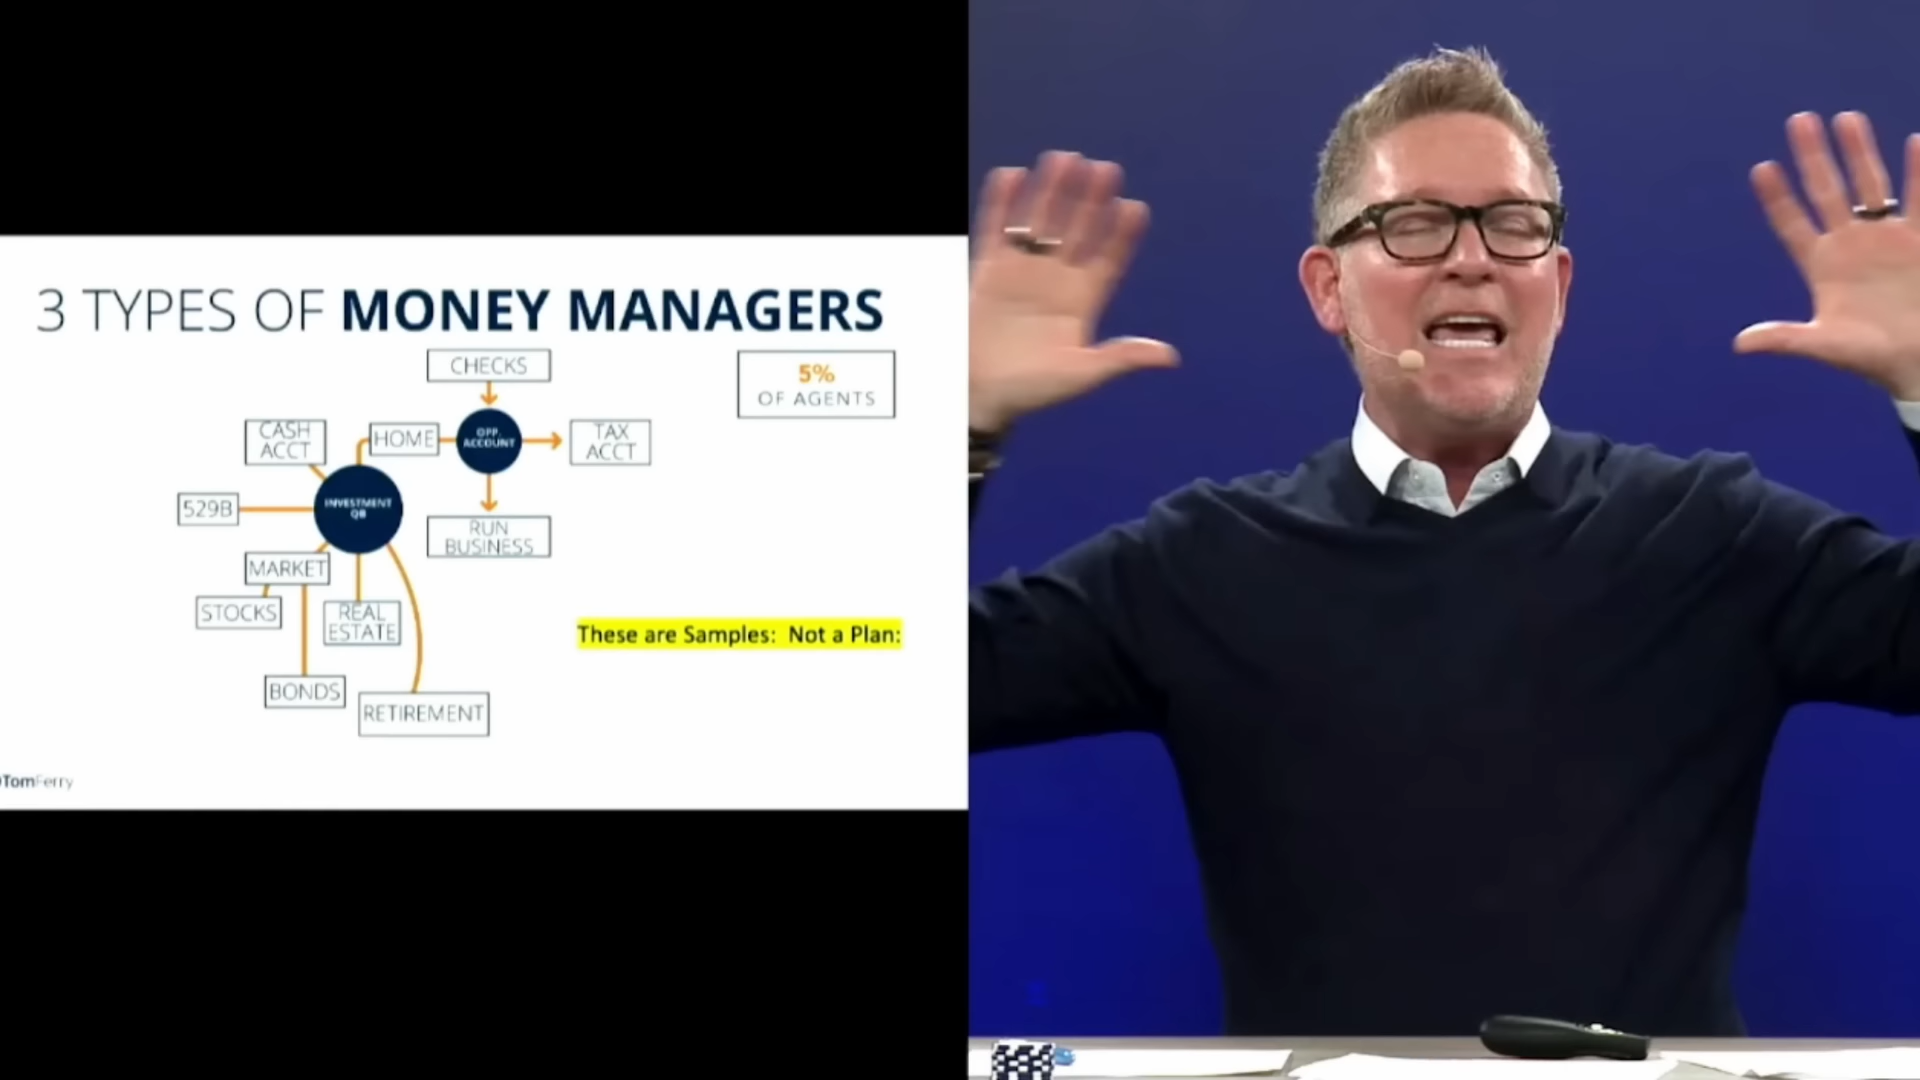 3 TYPES OF MONEY MANAGERS
CHECKS
5%
OF AGENTS
CASH
ACCT
HOME
OPP.
ACCOUNT
TAX
ACCT
529B
INVESTMENT
QB
RUN
BUSINESS
MARKET
STOCKS
REAL
ESTATE
These are Samples:  Not a Plan:
BONDS
RETIREMENT
TomFerry